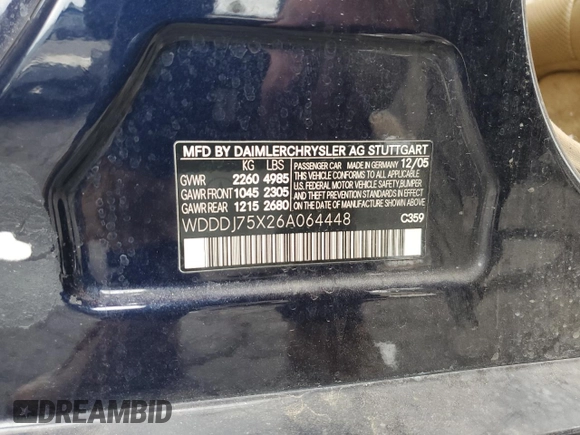 MFD BY DAIMLERCHRYSLER AG STUTTGART
KG LBS PASSENGER CAR MADE IN GERMANY 12/05
GVWR 2260 4985 THIS VEHICLE CONFORMS TO ALL APPLICABLE
GAWR FRONT 1045 2305 U.S. FEDERAL MOTOR VEHICLE SAFETY, BUMPER
AND THEFT PREVENTION STANDARDS IN EFFECT
GAWR REAR 1215 2680 ON THE DATE OF MANUFACTURE SHOWN ABOVE
WDDDJ75X26A064448 C359
DREAMBID